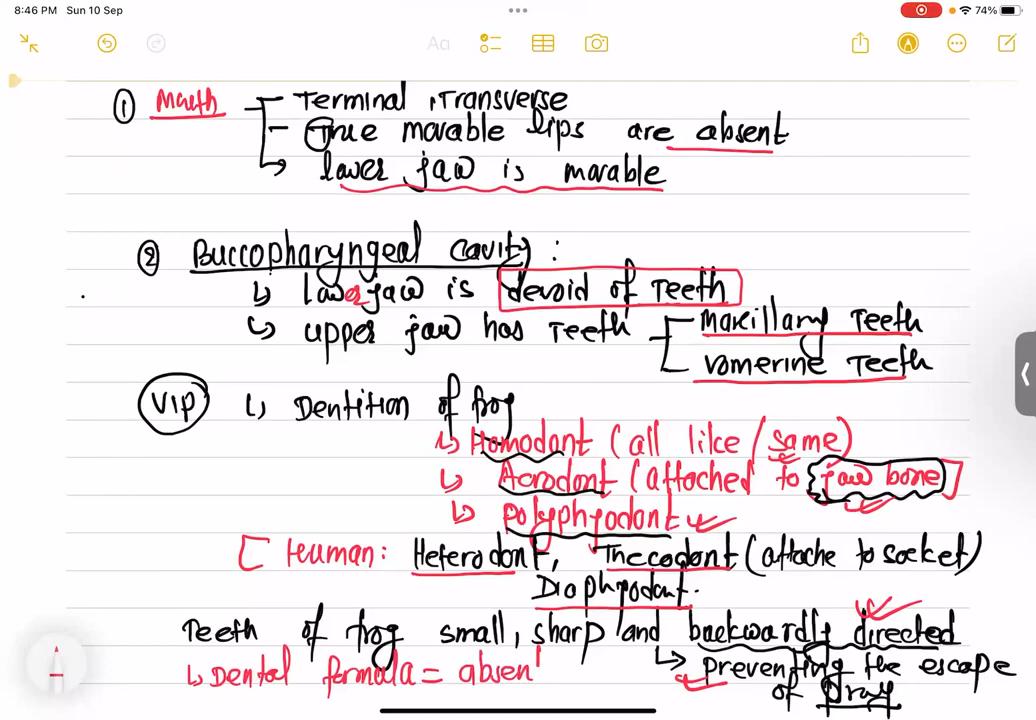 8:46 PM Sun 10 Sep 74%
Aa
① Mouth Terminal, Transverse
True movable lips are absent
lower jaw is movable
② Buccopharyngeal cavity :
lower jaw is devoid of Teeth
upper jaw has Teeth Maxillary Teeth
vomerine Teeth
VIP Dentition of frog
Homodont (all like / same)
Acrodont (attached to jaw bone)
polyphyodont
Human: Heterodont, Thecodont (attache to socket)
Diophyodont.
Teeth of frog small, sharp and backwardly directed
Dental formula = absent preventing the escape
of pray